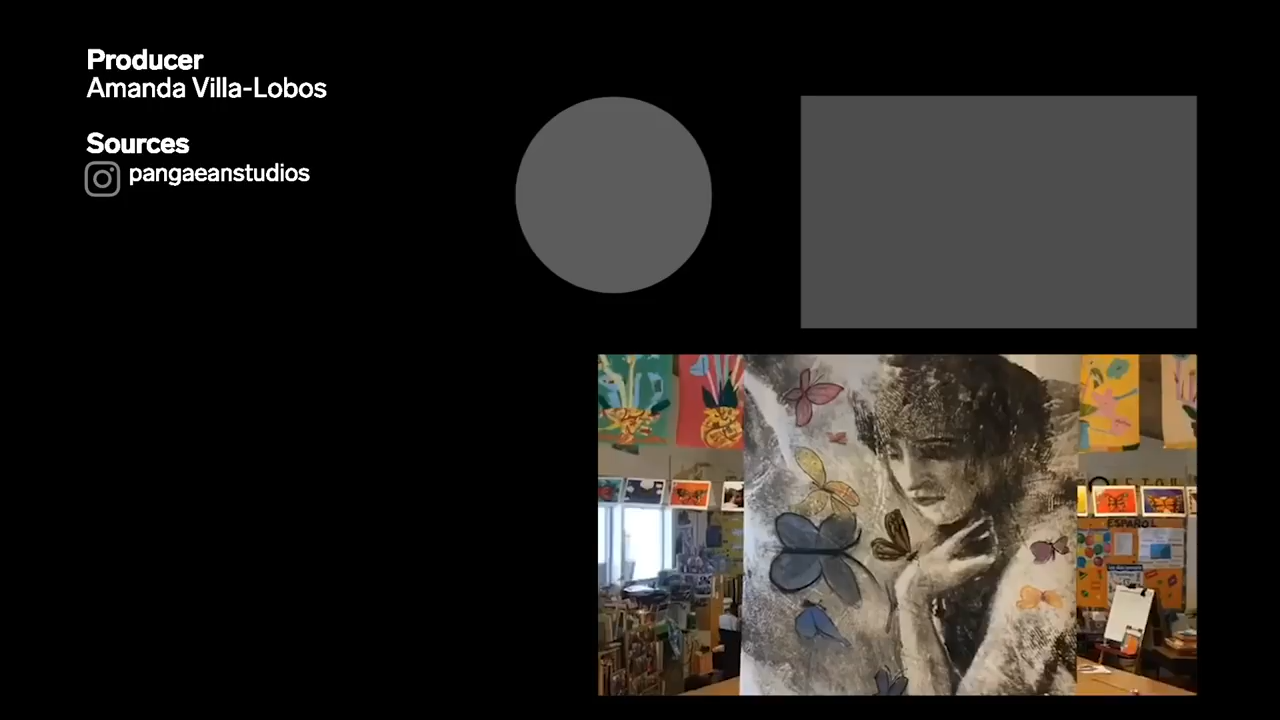 Producer
Amanda Villa-Lobos
Sources
pangaeanstudios
ESPAÑOL